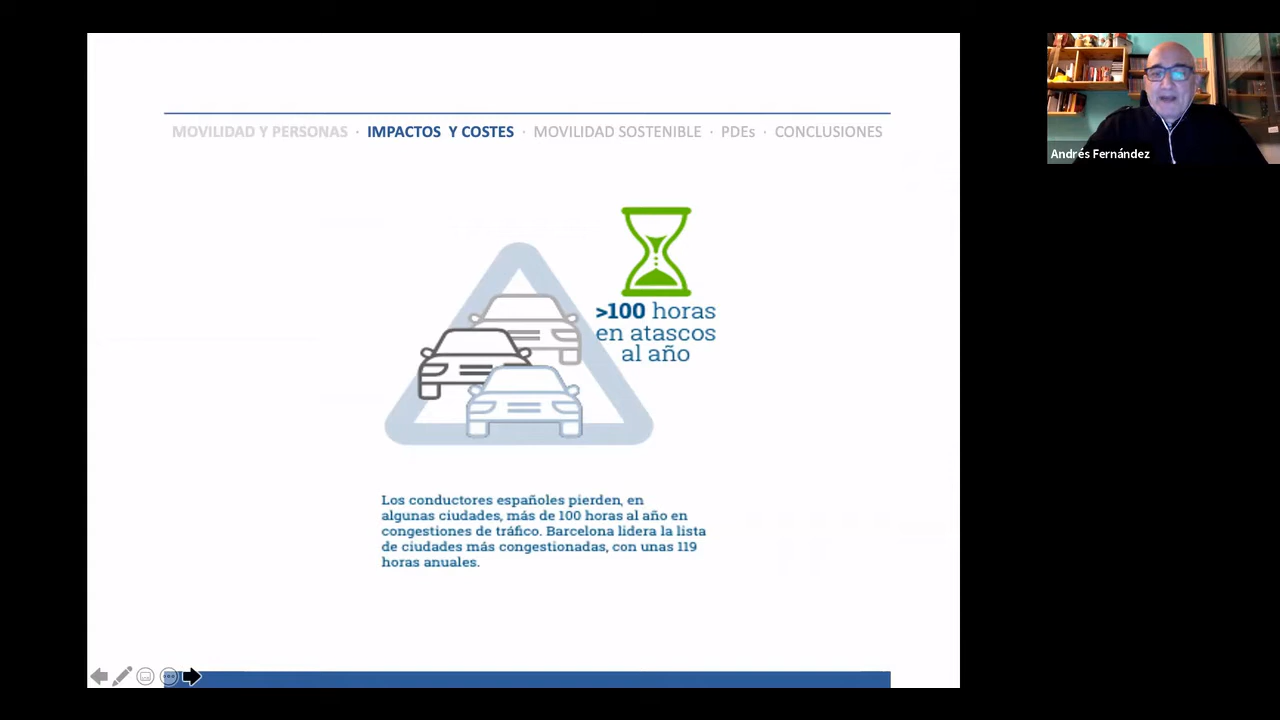 MOVILIDAD Y PERSONAS · IMPACTOS Y COSTES · MOVILIDAD SOSTENIBLE · PDEs · CONCLUSIONES
Andrés Fernández
>100 horas
en atascos
al año
Los conductores españoles pierden, en
algunas ciudades, más de 100 horas al año en
congestiones de tráfico. Barcelona lidera la lista
de ciudades más congestionadas, con unas 119
horas anuales.